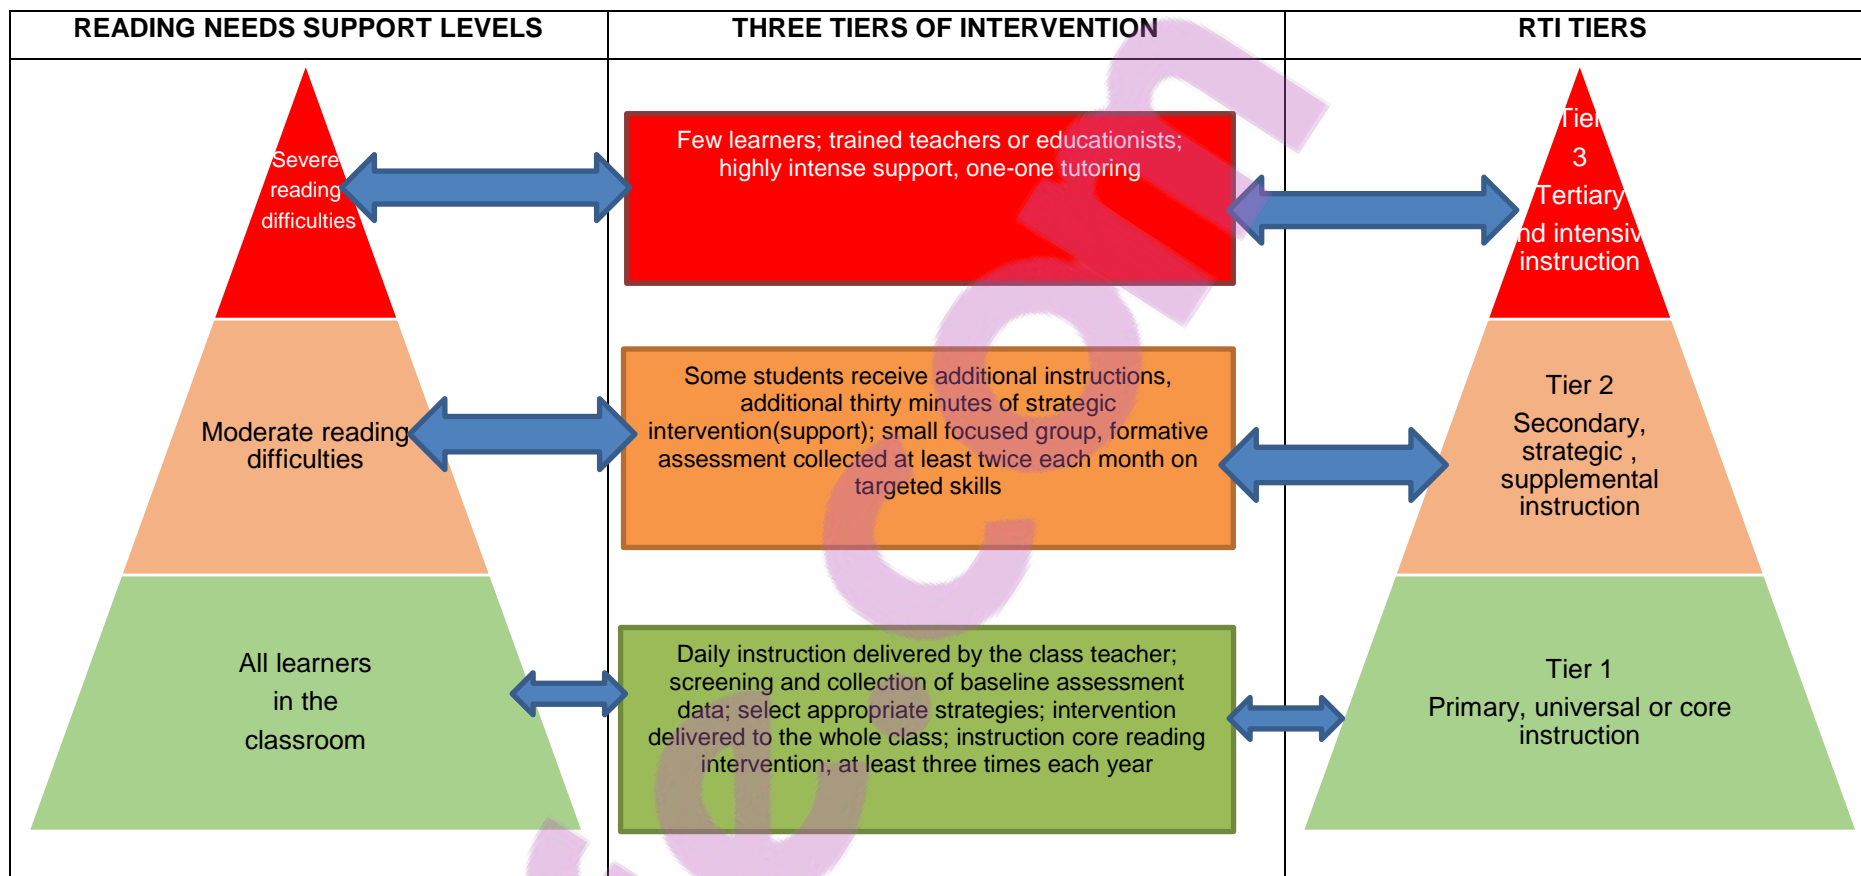 READING NEEDS SUPPORT LEVELS
THREE TIERS OF INTERVENTION
RTI TIERS
Severe
reading
difficulties
Few learners; trained teachers or educationists;
highly intense support, one-one tutoring
Tier
3
Tertiary
nd intensiv
instruction
Moderate reading
difficulties
Some students receive additional instructions,
additional thirty minutes of strategic
intervention(support); small focused group, formative
assessment collected at least twice each month on
targeted skills
Tier 2
Secondary,
strategic ,
supplemental
instruction
All learners
in the
classroom
Daily instruction delivered by the class teacher;
screening and collection of baseline assessment
data; select appropriate strategies; intervention
delivered to the whole class; instruction core reading
intervention; at least three times each year
Tier 1
Primary, universal or core
instruction
e.com